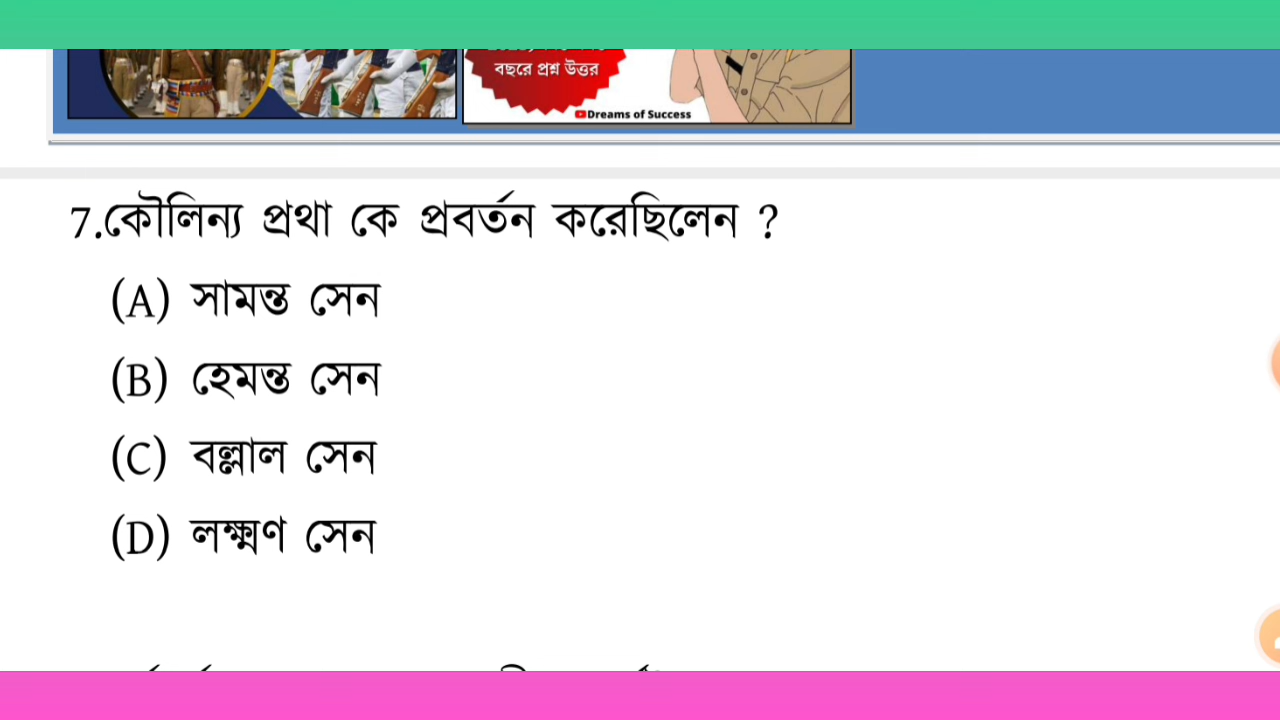 বছরে প্রশ্ন উত্তর
Dreams of Success
7.কৌলিন্য প্রথা কে প্রবর্তন করেছিলেন ?
(A) সামন্ত সেন
(B) হেমন্ত সেন
(C) বল্লাল সেন
(D) লক্ষ্মণ সেন